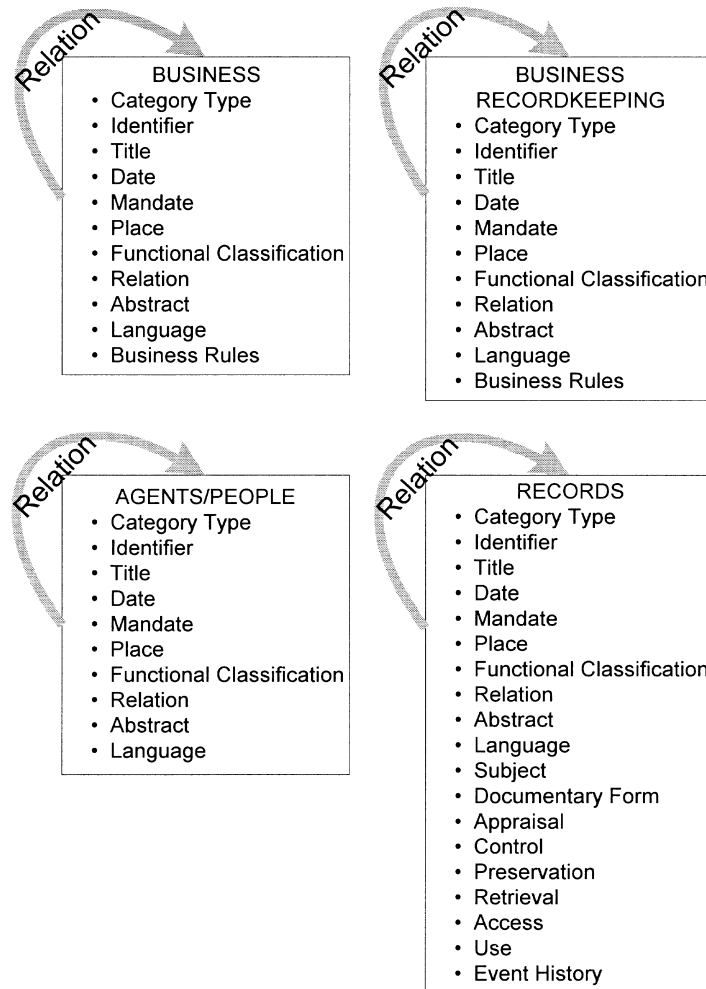 Relation
BUSINESS
• Category Type
• Identifier
• Title
• Date
• Mandate
• Place
• Functional Classification
• Relation
• Abstract
• Language
• Business Rules
Relation
BUSINESS
RECORDKEEPING
• Category Type
• Identifier
• Title
• Date
• Mandate
• Place
• Functional Classification
• Relation
• Abstract
• Language
• Business Rules
Relation
AGENTS/PEOPLE
• Category Type
• Identifier
• Title
• Date
• Mandate
• Place
• Functional Classification
• Relation
• Abstract
• Language
Relation
RECORDS
• Category Type
• Identifier
• Title
• Date
• Mandate
• Place
• Functional Classification
• Relation
• Abstract
• Language
• Subject
• Documentary Form
• Appraisal
• Control
• Preservation
• Retrieval
• Access
• Use
• Event History